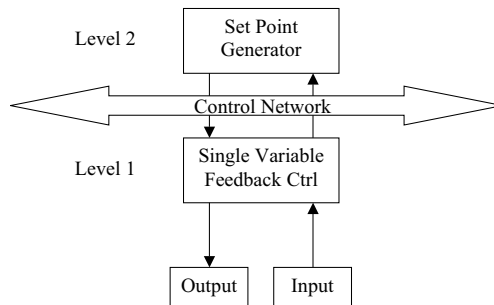 Level 2
Set Point
Generator
Control Network
Level 1
Single Variable
Feedback Ctrl
Output
Input